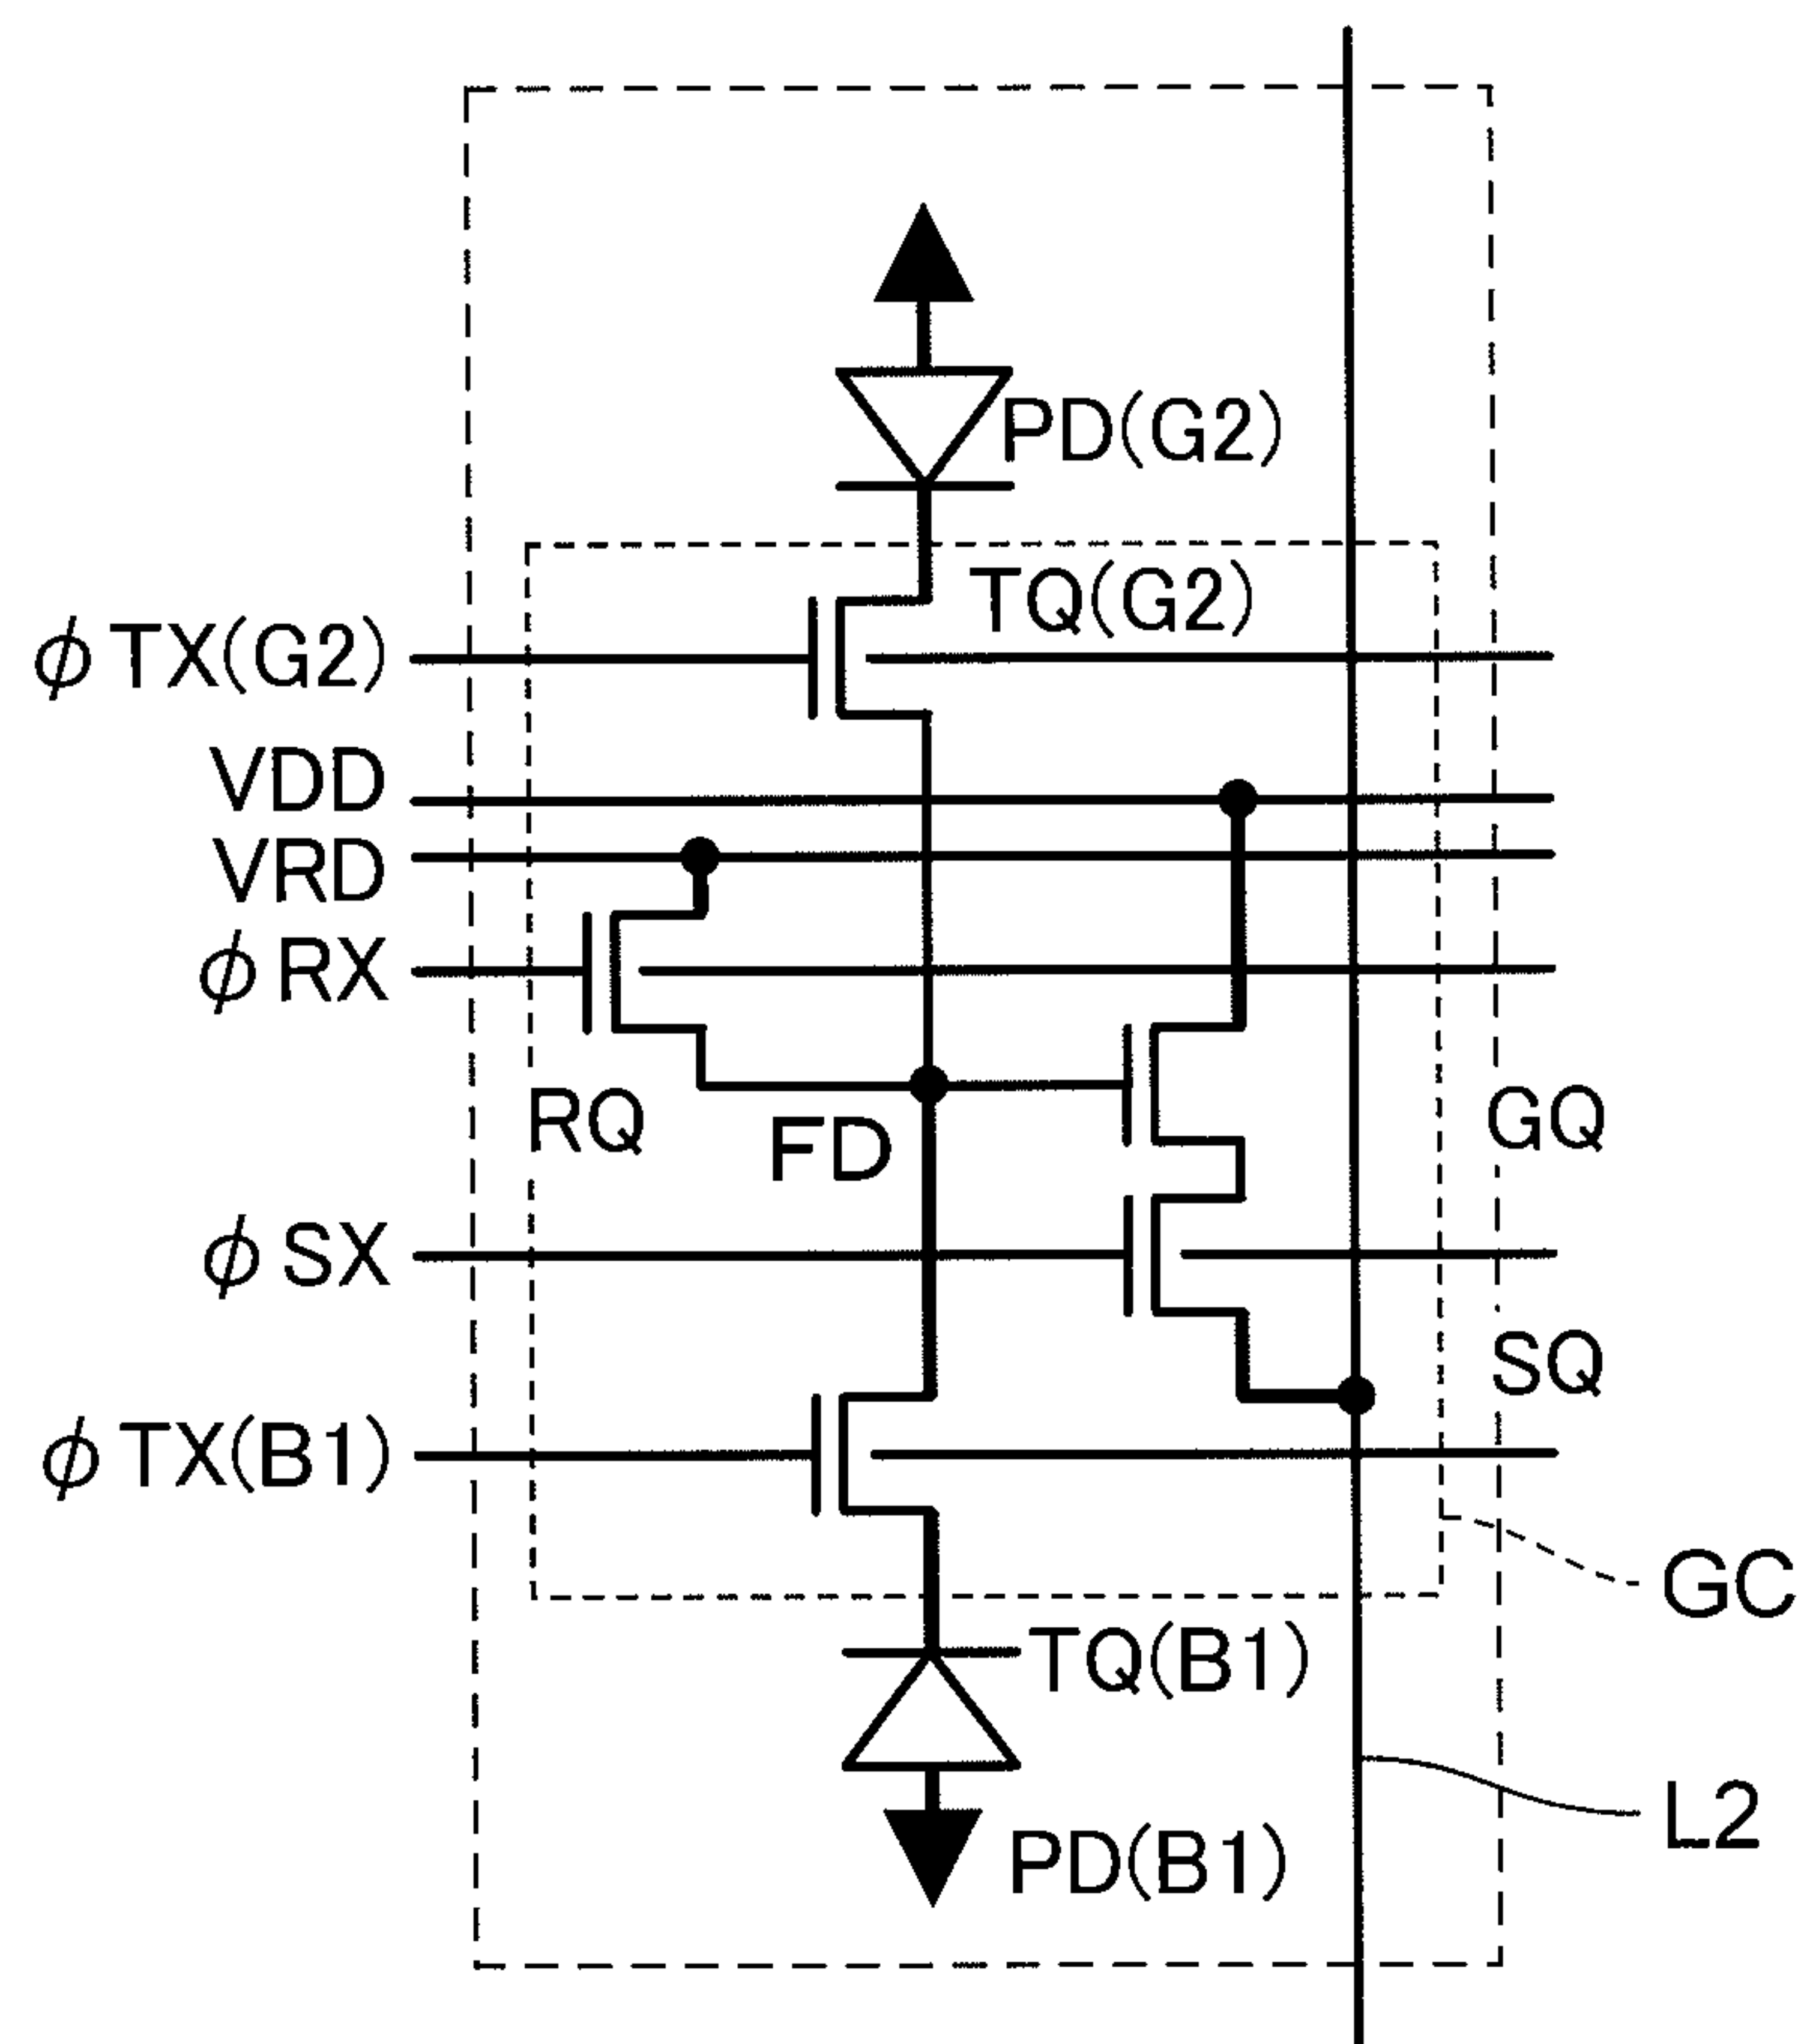 PD(G2)
TQ(G2)
φTX(G2)
VDD
VRD
φRX
RQ
FD
GQ
φSX
SQ
φTX(B1)
GC
TQ(B1)
L2
PD(B1)